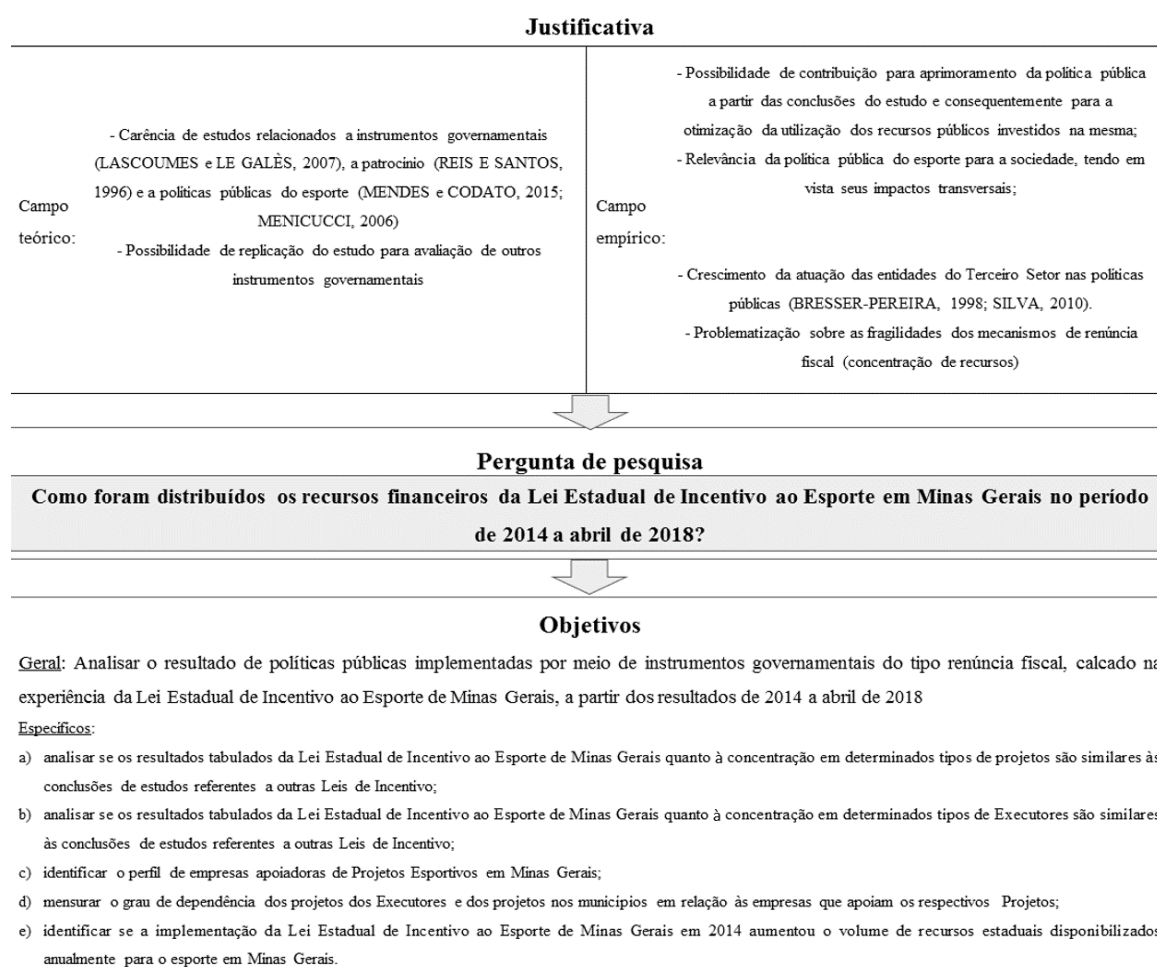 Justificativa
Campo
teórico:
- Carência de estudos relacionados a instrumentos governamentais
(LASCOUMES e LE GALÈS, 2007), a patrocínio (REIS E SANTOS,
1996) e a políticas públicas do esporte (MENDES e CODATO, 2015;
MENICUCCI, 2006)
- Possibilidade de replicação do estudo para avaliação de outros
instrumentos governamentais
Campo
empírico:
- Possibilidade de contribuição para aprimoramento da política pública
a partir das conclusões do estudo e consequentemente para a
otimização da utilização dos recursos públicos investidos na mesma;
- Relevância da política pública do esporte para a sociedade, tendo em
vista seus impactos transversais;
- Crescimento da atuação das entidades do Terceiro Setor nas políticas
públicas (BRESSER-PEREIRA, 1998; SILVA, 2010).
- Problematização sobre as fragilidades dos mecanismos de renúncia
fiscal (concentração de recursos)
Pergunta de pesquisa
Como foram distribuídos os recursos financeiros da Lei Estadual de Incentivo ao Esporte em Minas Gerais no período
de 2014 a abril de 2018?
Objetivos
Geral: Analisar o resultado de políticas públicas implementadas por meio de instrumentos governamentais do tipo renúncia fiscal, calcado na
experiência da Lei Estadual de Incentivo ao Esporte de Minas Gerais, a partir dos resultados de 2014 a abril de 2018
Específicos:
a) analisar se os resultados tabulados da Lei Estadual de Incentivo ao Esporte de Minas Gerais quanto à concentração em determinados tipos de projetos são similares às
conclusões de estudos referentes a outras Leis de Incentivo;
b) analisar se os resultados tabulados da Lei Estadual de Incentivo ao Esporte de Minas Gerais quanto à concentração em determinados tipos de Executores são similares
às conclusões de estudos referentes a outras Leis de Incentivo;
c) identificar o perfil de empresas apoiadoras de Projetos Esportivos em Minas Gerais;
d) mensurar o grau de dependência dos projetos dos Executores e dos projetos nos municípios em relação às empresas que apoiam os respectivos Projetos;
e) identificar se a implementação da Lei Estadual de Incentivo ao Esporte de Minas Gerais em 2014 aumentou o volume de recursos estaduais disponibilizados
anualmente para o esporte em Minas Gerais.